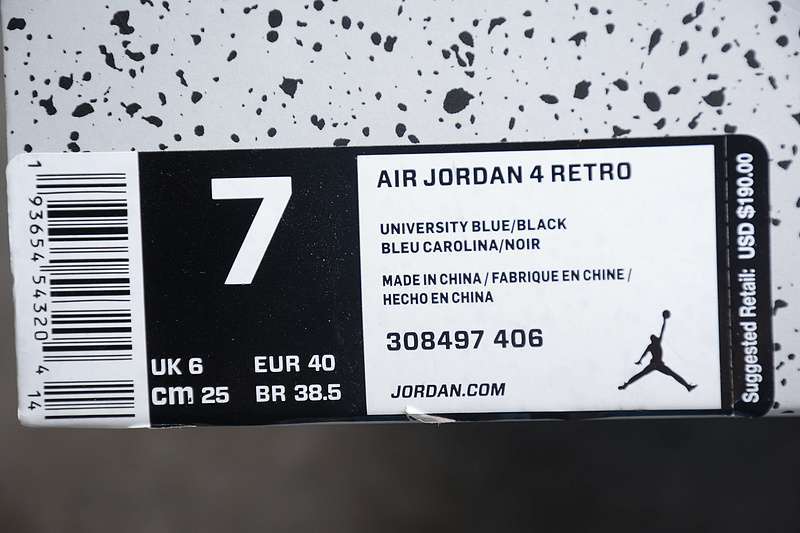 1 93654 54320 4 14
7
UK 6 EUR 40
cm 25 BR 38.5
AIR JORDAN 4 RETRO
UNIVERSITY BLUE/BLACK
BLEU CAROLINA/NOIR
MADE IN CHINA / FABRIQUE EN CHINE /
HECHO EN CHINA
308497 406
JORDAN.COM
Suggested Retail: USD $190.00